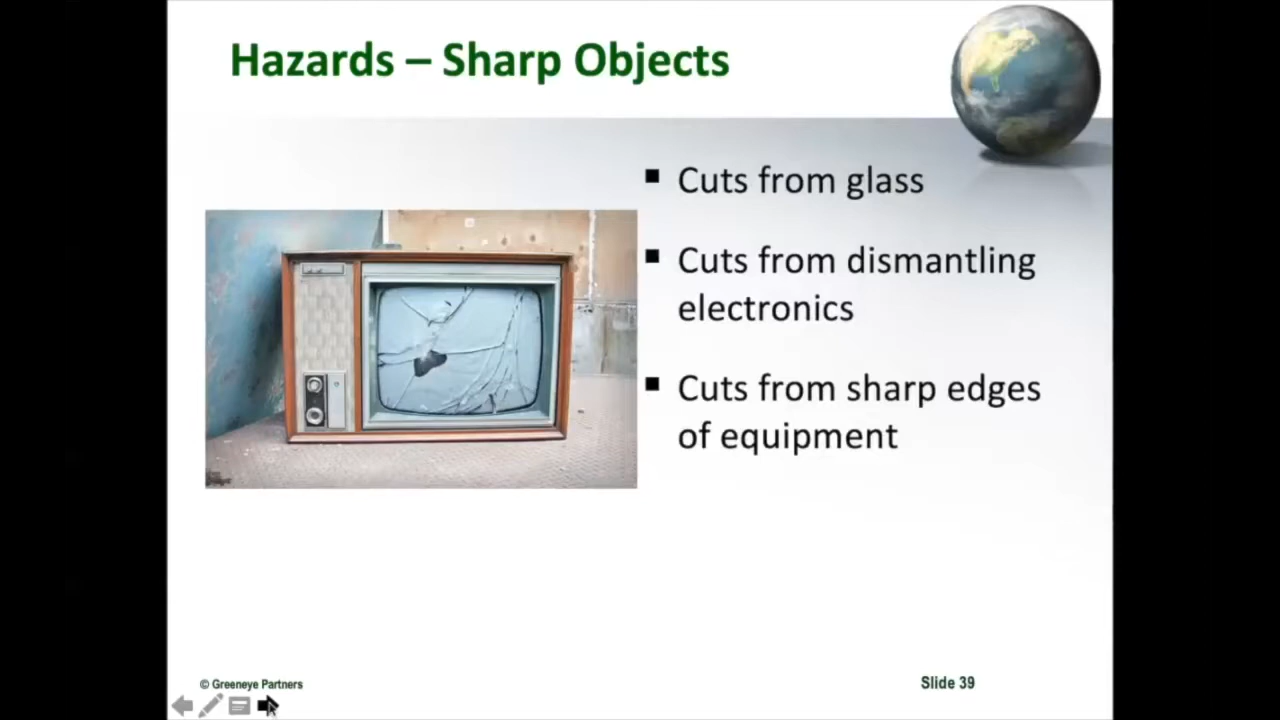 Hazards – Sharp Objects
▪ Cuts from glass
▪ Cuts from dismantling
electronics
▪ Cuts from sharp edges
of equipment
© Greeneye Partners
Slide 39